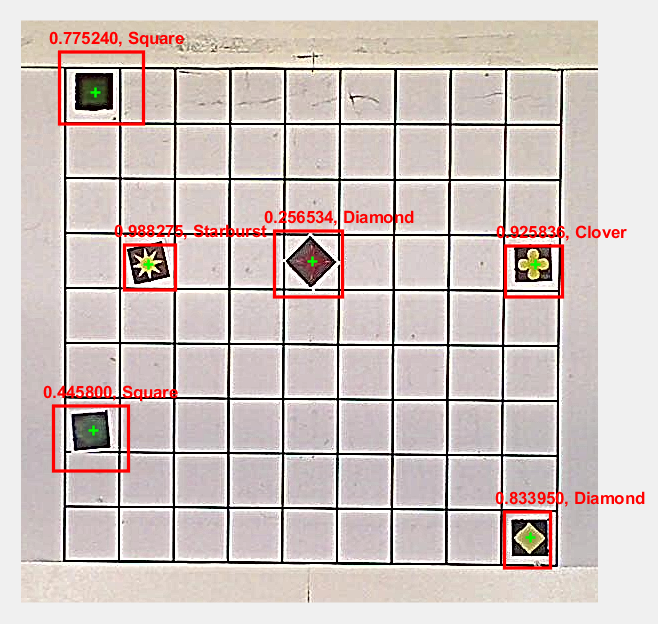 0.775240, Square
0.256534, Diamond
0.988275, Starburst
0.925836, Clover
0.445800, Square
0.833950, Diamond